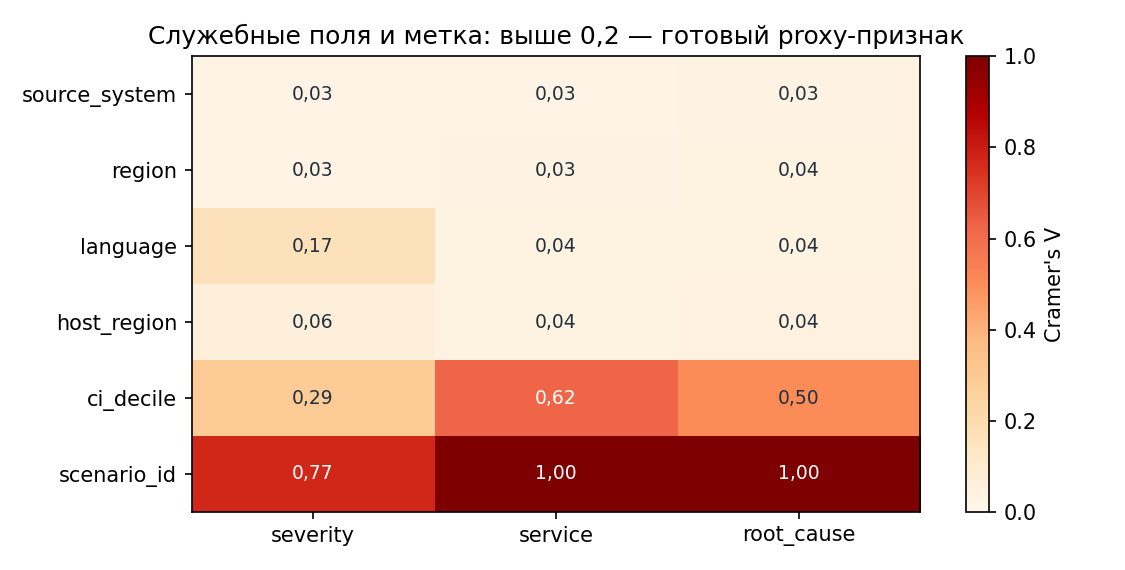 Служебные поля и метка: выше 0,2 — готовый proxy-признак
source_system 0,03 0,03 0,03
region 0,03 0,03 0,04
language 0,17 0,04 0,04
host_region 0,06 0,04 0,04
ci_decile 0,29 0,62 0,50
scenario_id 0,77 1,00 1,00
severity service root_cause
1.0
0.8
0.6
0.4
0.2
0.0
Cramer's V